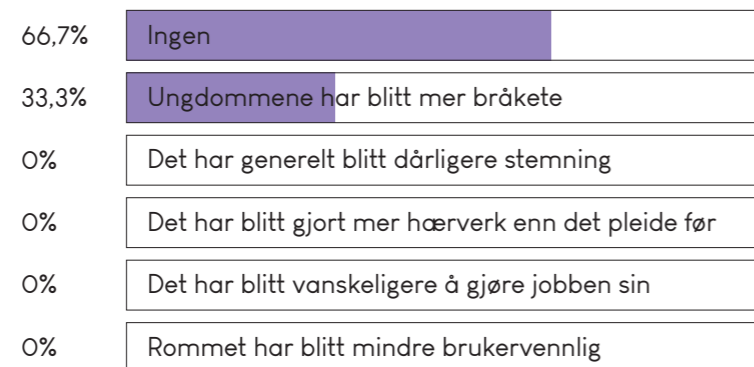 66,7% Ingen
33,3% Ungdommene har blitt mer bråkete
0% Det har generelt blitt dårligere stemning
0% Det har blitt gjort mer hærverk enn det pleide før
0% Det har blitt vanskeligere å gjøre jobben sin
0% Rommet har blitt mindre brukervennlig